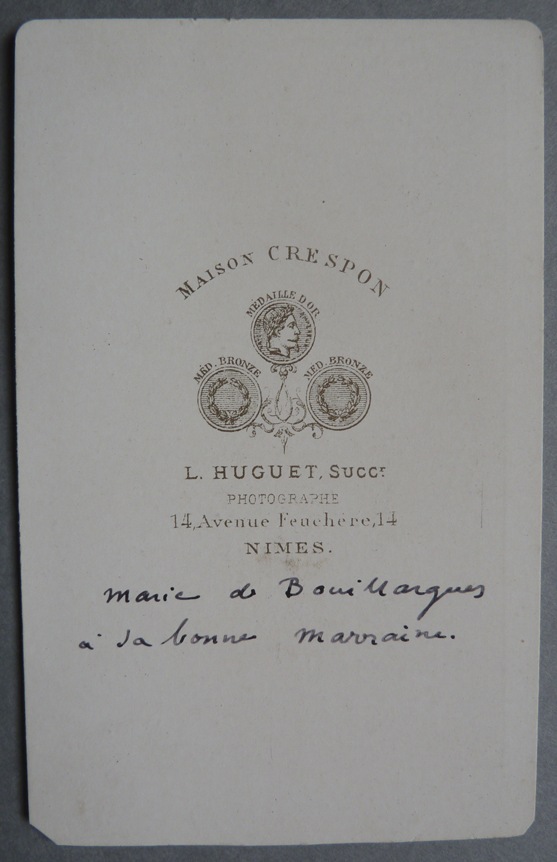 MAISON CRESPON
MÉDAILLE D'OR
MÉD. BRONZE
MÉD. BRONZE
L. HUGUET, SUCCR
PHOTOGRAPHE
14, Avenue Feuchère, 14
NIMES.
Marie de Bouillargues
à sa bonne marraine.